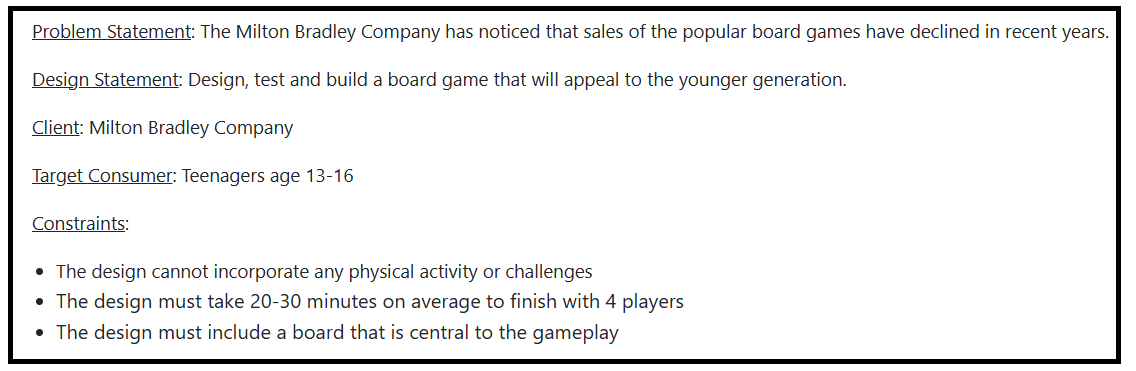 Problem Statement: The Milton Bradley Company has noticed that sales of the popular board games have declined in recent years.
Design Statement: Design, test and build a board game that will appeal to the younger generation.
Client: Milton Bradley Company
Target Consumer: Teenagers age 13-16
Constraints:
• The design cannot incorporate any physical activity or challenges
• The design must take 20-30 minutes on average to finish with 4 players
• The design must include a board that is central to the gameplay